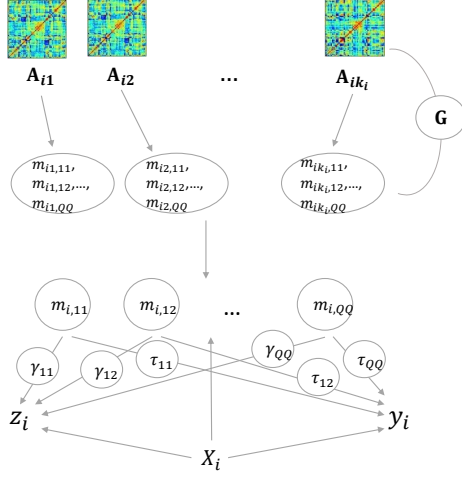 A_{i1} A_{i2} ... A_{ik_i}
G
m_{i1,11}, m_{i2,11}, m_{ik_i,11},
m_{i1,12},..., m_{i2,12},..., m_{ik_i,12},...,
m_{i1,QQ} m_{i2,QQ} m_{ik_i,QQ}
m_{i,11} m_{i,12} ... m_{i,QQ}
γ_{11} γ_{12} τ_{11} γ_{QQ} τ_{12} τ_{QQ}
z_i y_i
X_i